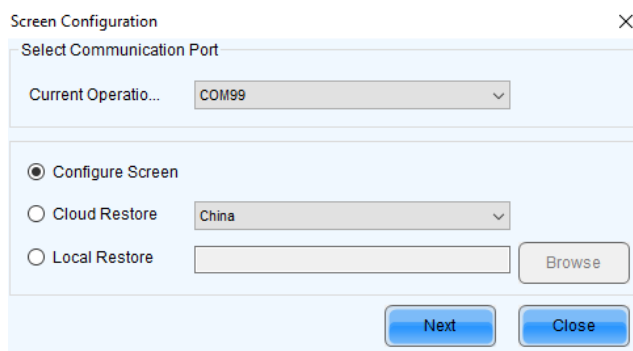 Screen Configuration
Select Communication Port
Current Operatio... COM99
Configure Screen
Cloud Restore China
Local Restore Browse
Next Close